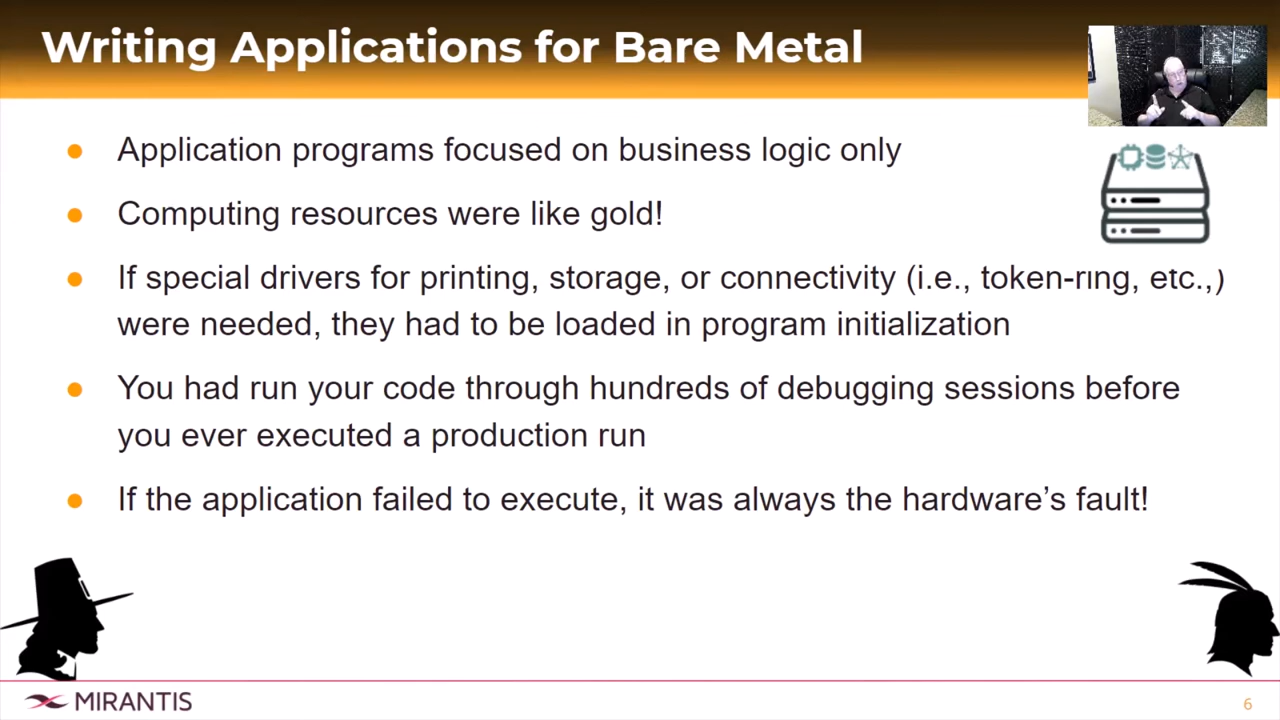 Writing Applications for Bare Metal
Application programs focused on business logic only
Computing resources were like gold!
If special drivers for printing, storage, or connectivity (i.e., token-ring, etc.,)
were needed, they had to be loaded in program initialization
You had run your code through hundreds of debugging sessions before
you ever executed a production run
If the application failed to execute, it was always the hardware’s fault!
MIRANTIS
6